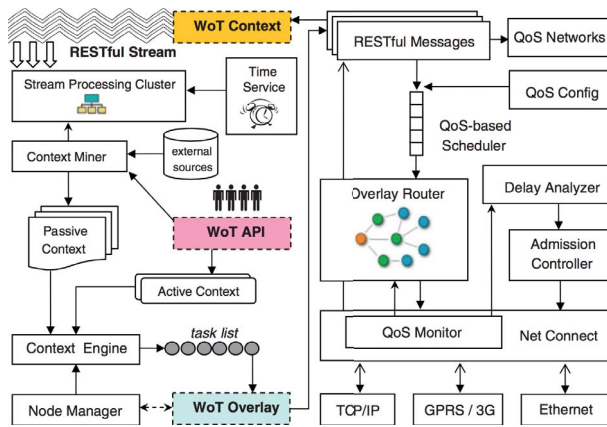 WoT Context
RESTful Stream
RESTful Messages
QoS Networks
Stream Processing Cluster
Time
Service
QoS Config
QoS-based
Scheduler
Context Miner
external
sources
Overlay Router
Delay Analyzer
Passive
Context
WoT API
Admission
Controller
Active Context
task list
QoS Monitor
Net Connect
Context Engine
Node Manager
WoT Overlay
TCP/IP
GPRS / 3G
Ethernet